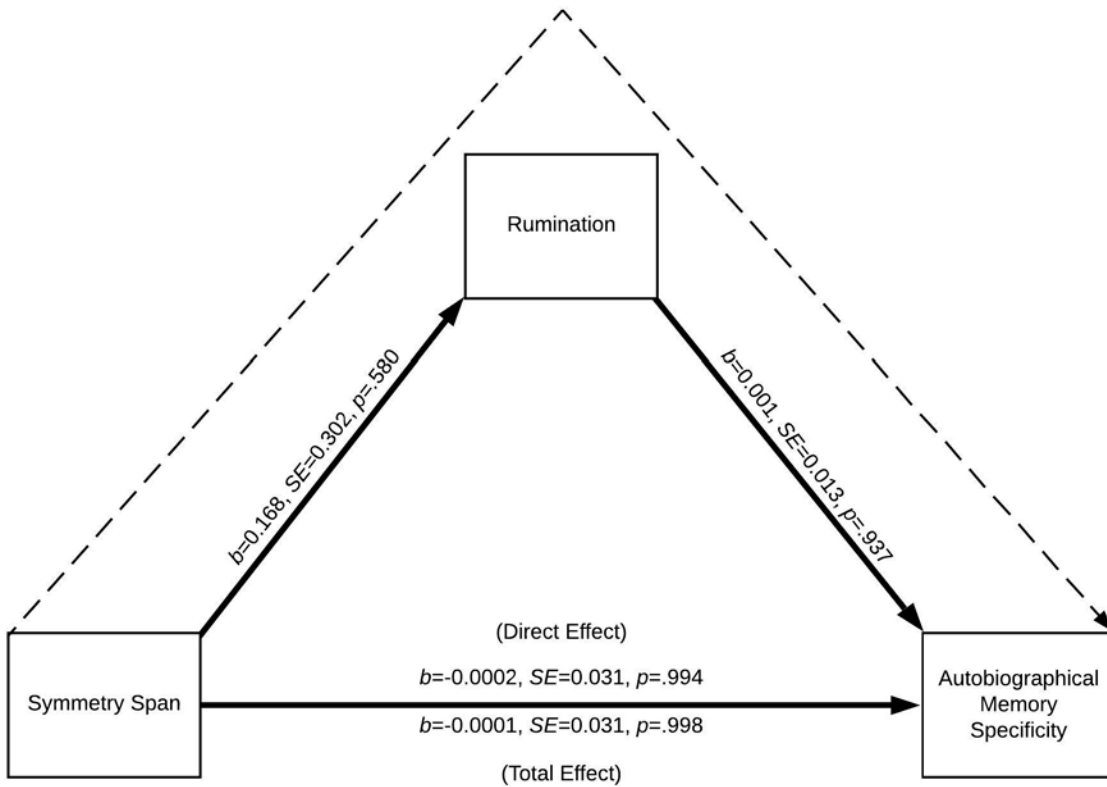 Rumination
b=0.168, SE=0.302, p=.580
b=0.001, SE=0.013, p=.937
(Direct Effect)
b=-0.0002, SE=0.031, p=.994
Symmetry Span
b=-0.0001, SE=0.031, p=.998
(Total Effect)
Autobiographical
Memory
Specificity